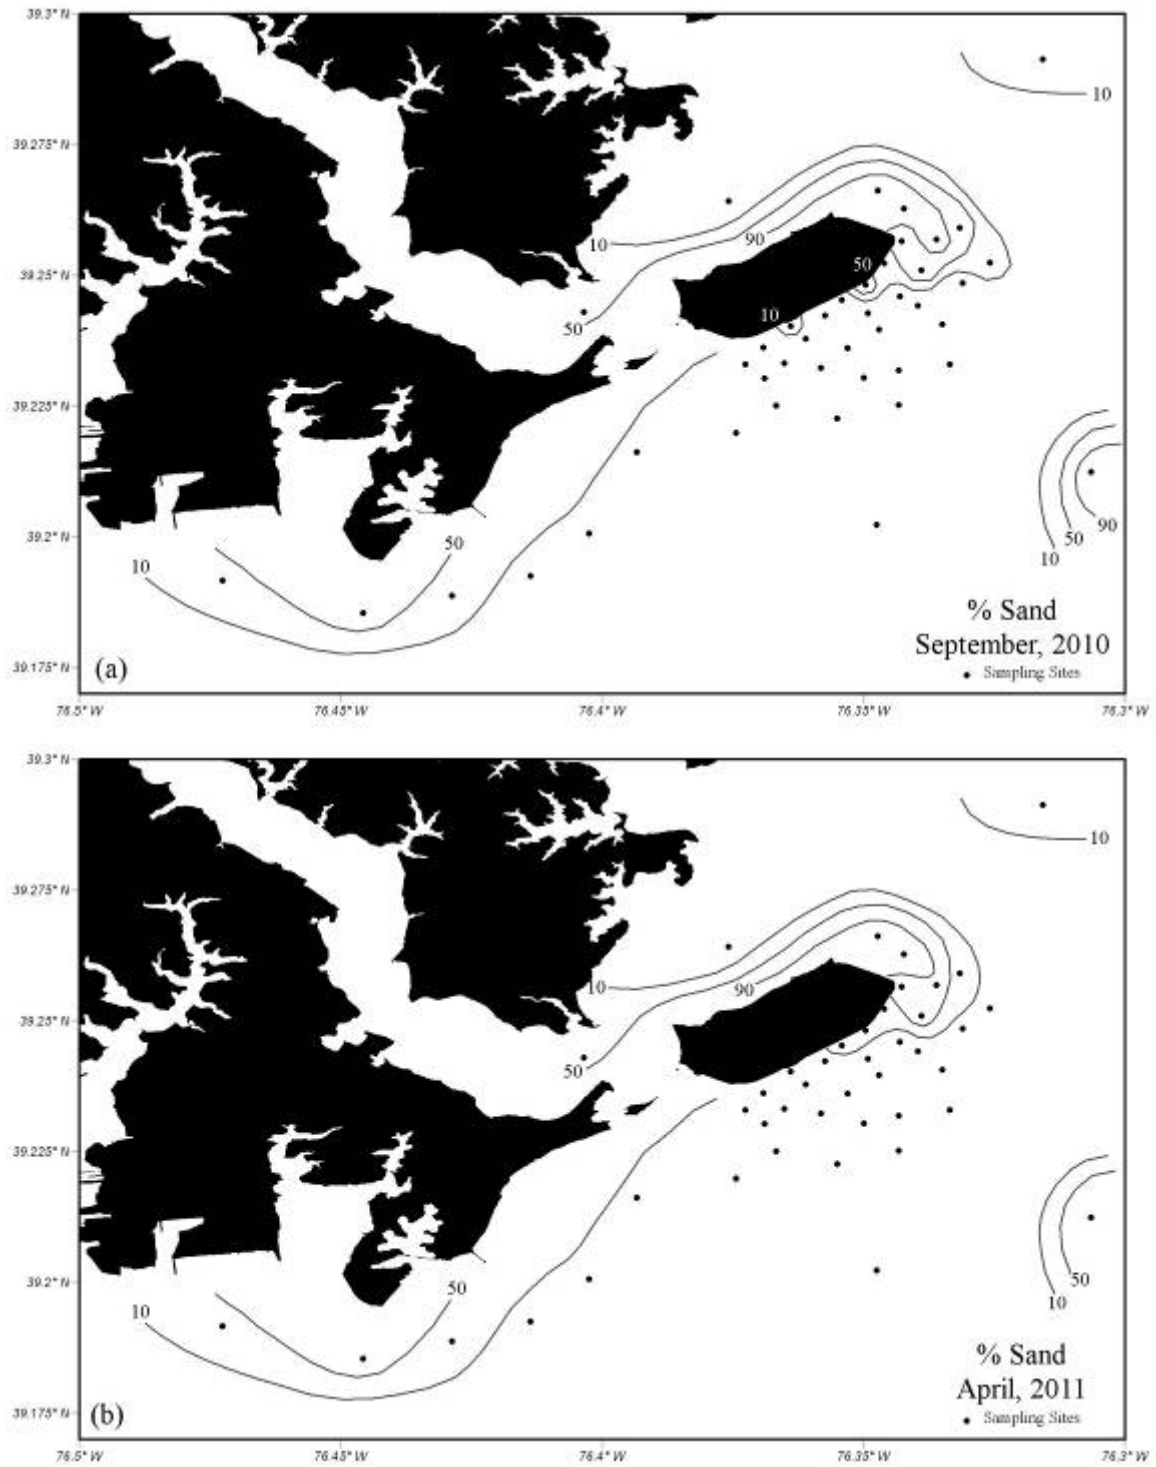 39.3° N
10
39.275° N
10
90
39.25° N
50
10
50
39.225° N
90
50
10
39.2° N
50
10
% Sand
September, 2010
Sampling Sites
39.175° N
(a)
76.5° W
76.45° W
76.4° W
76.35° W
76.3° W
39.3° N
10
39.275° N
10
90
39.25° N
50
39.225° N
50
10
39.2° N
50
10
% Sand
April, 2011
Sampling Sites
39.175° N
(b)
76.5° W
76.45° W
76.4° W
76.35° W
76.3° W